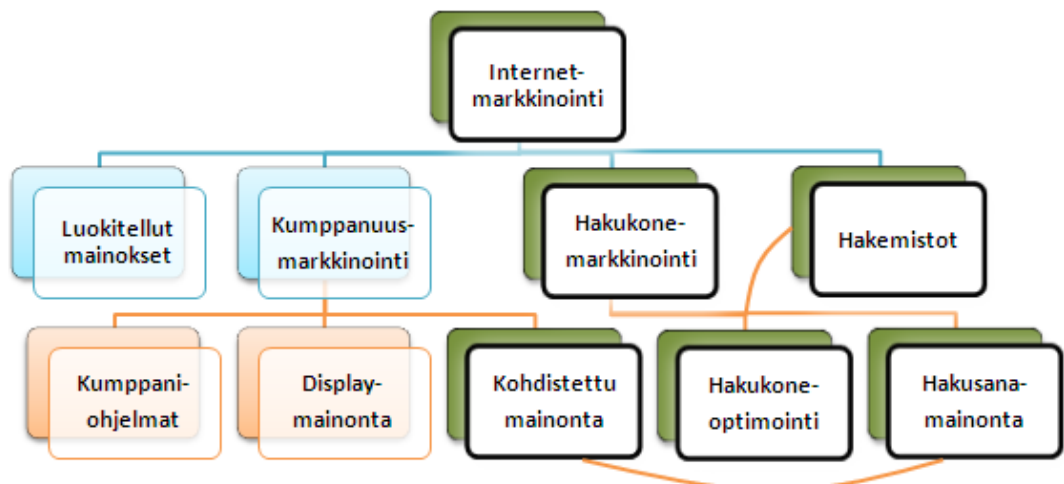 Internet-
markkinointi
Luokitellut
mainokset
Kumppanuus-
markkinointi
Hakukone-
markkinointi
Hakemistot
Kumppani-
ohjelmat
Display-
mainonta
Kohdistettu
mainonta
Hakukone-
optimointi
Hakusana-
mainonta